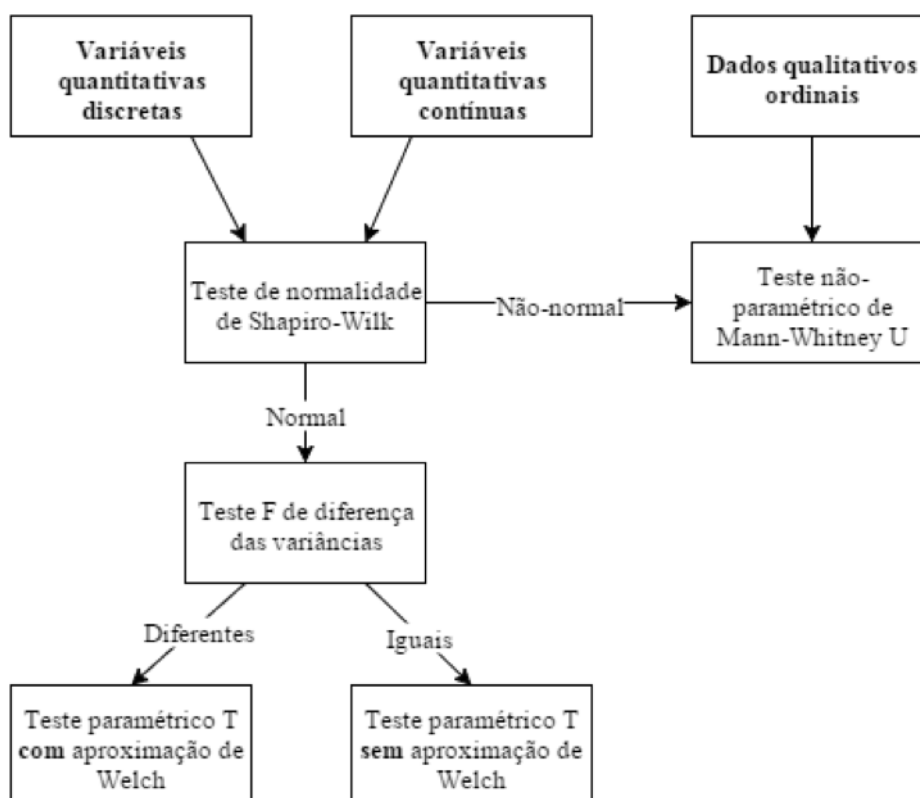 Variáveis
quantitativas
discretas
Variáveis
quantitativas
contínuas
Dados qualitativos
ordinais
Teste de normalidade
de Shapiro-Wilk
Não-normal
Teste não-
paramétrico de
Mann-Whitney U
Normal
Teste F de diferença
das variâncias
Diferentes
Iguais
Teste paramétrico T
com aproximação de
Welch
Teste paramétrico T
sem aproximação de
Welch